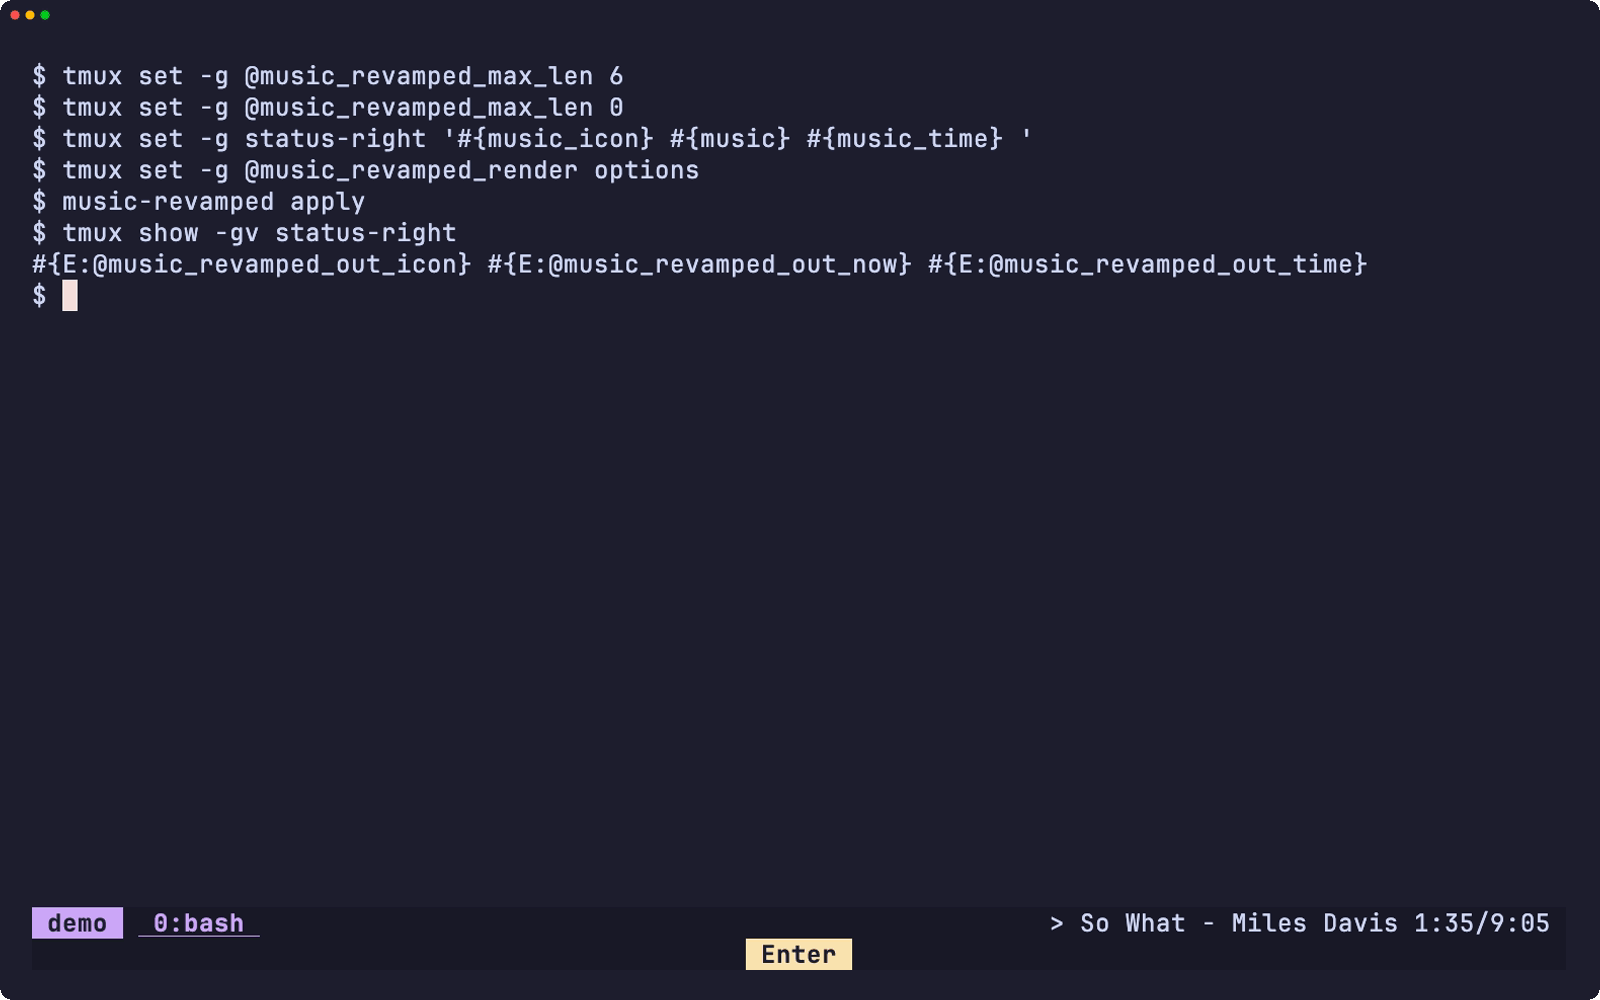 $ tmux set -g @music_revamped_max_len 6
$ tmux set -g @music_revamped_max_len 0
$ tmux set -g status-right '#{music_icon} #{music} #{music_time} '
$ tmux set -g @music_revamped_render options
$ music-revamped apply
$ tmux show -gv status-right
#{E:@music_revamped_out_icon} #{E:@music_revamped_out_now} #{E:@music_revamped_out_time}
$
demo 0:bash > So What - Miles Davis 1:35/9:05
Enter